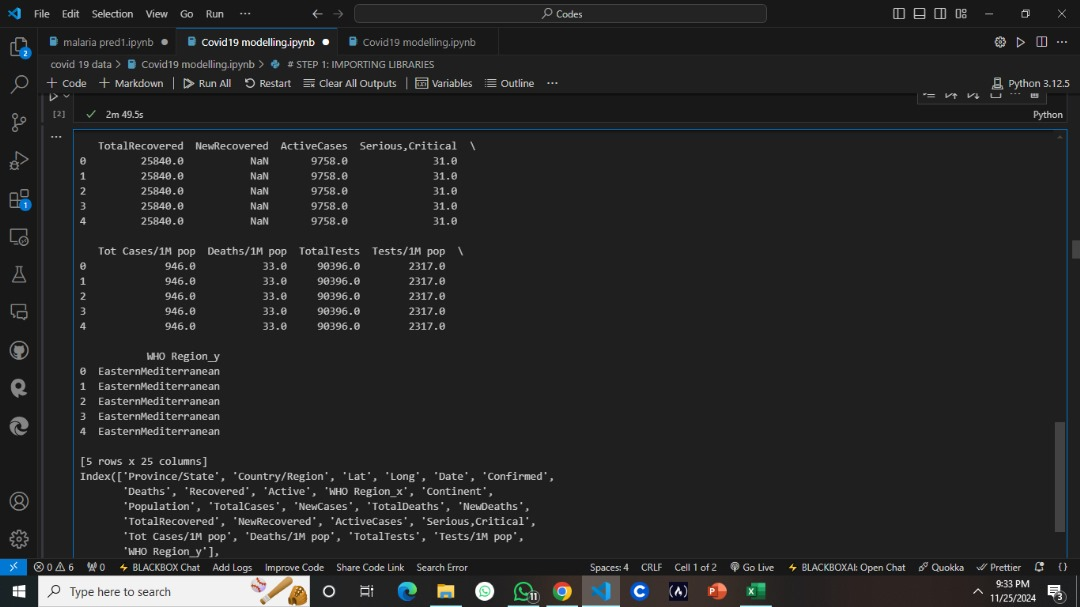 File Edit Selection View Go Run ··· Codes
malaria pred1.ipynb Covid19 modelling.ipynb Covid19 modelling.ipynb
covid 19 data > Covid19 modelling.ipynb > # STEP 1: IMPORTING LIBRARIES
+ Code + Markdown Run All Restart Clear All Outputs Variables Outline ··· Python 3.12.5
[2] ✓ 2m 49.5s Python
TotalRecovered NewRecovered ActiveCases Serious,Critical \
0 25840.0 NaN 9758.0 31.0
1 25840.0 NaN 9758.0 31.0
2 25840.0 NaN 9758.0 31.0
3 25840.0 NaN 9758.0 31.0
4 25840.0 NaN 9758.0 31.0
Tot Cases/1M pop Deaths/1M pop TotalTests Tests/1M pop \
0 946.0 33.0 90396.0 2317.0
1 946.0 33.0 90396.0 2317.0
2 946.0 33.0 90396.0 2317.0
3 946.0 33.0 90396.0 2317.0
4 946.0 33.0 90396.0 2317.0
WHO Region_y
0 EasternMediterranean
1 EasternMediterranean
2 EasternMediterranean
3 EasternMediterranean
4 EasternMediterranean
[5 rows x 25 columns]
Index(['Province/State', 'Country/Region', 'Lat', 'Long', 'Date', 'Confirmed',
'Deaths', 'Recovered', 'Active', 'WHO Region_x', 'Continent',
'Population', 'TotalCases', 'NewCases', 'TotalDeaths', 'NewDeaths',
'TotalRecovered', 'NewRecovered', 'ActiveCases', 'Serious,Critical',
'Tot Cases/1M pop', 'Deaths/1M pop', 'TotalTests', 'Tests/1M pop',
'WHO Region_y'],
2
1
0 6 0 BLACKBOX Chat Add Logs Improve Code Share Code Link Search Error Spaces: 4 CRLF Cell 1 of 2 Go Live BLACKBOXAI: Open Chat Quokka Prettier {}
Type here to search 11 9:33 PM
11/25/2024 3